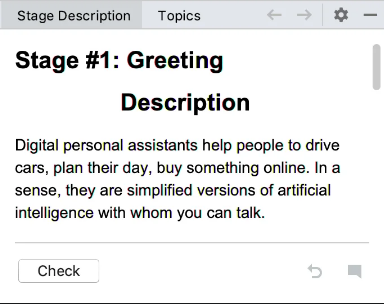 Stage Description Topics
Stage #1: Greeting
Description
Digital personal assistants help people to drive
cars, plan their day, buy something online. In a
sense, they are simplified versions of artificial
intelligence with whom you can talk.
Check